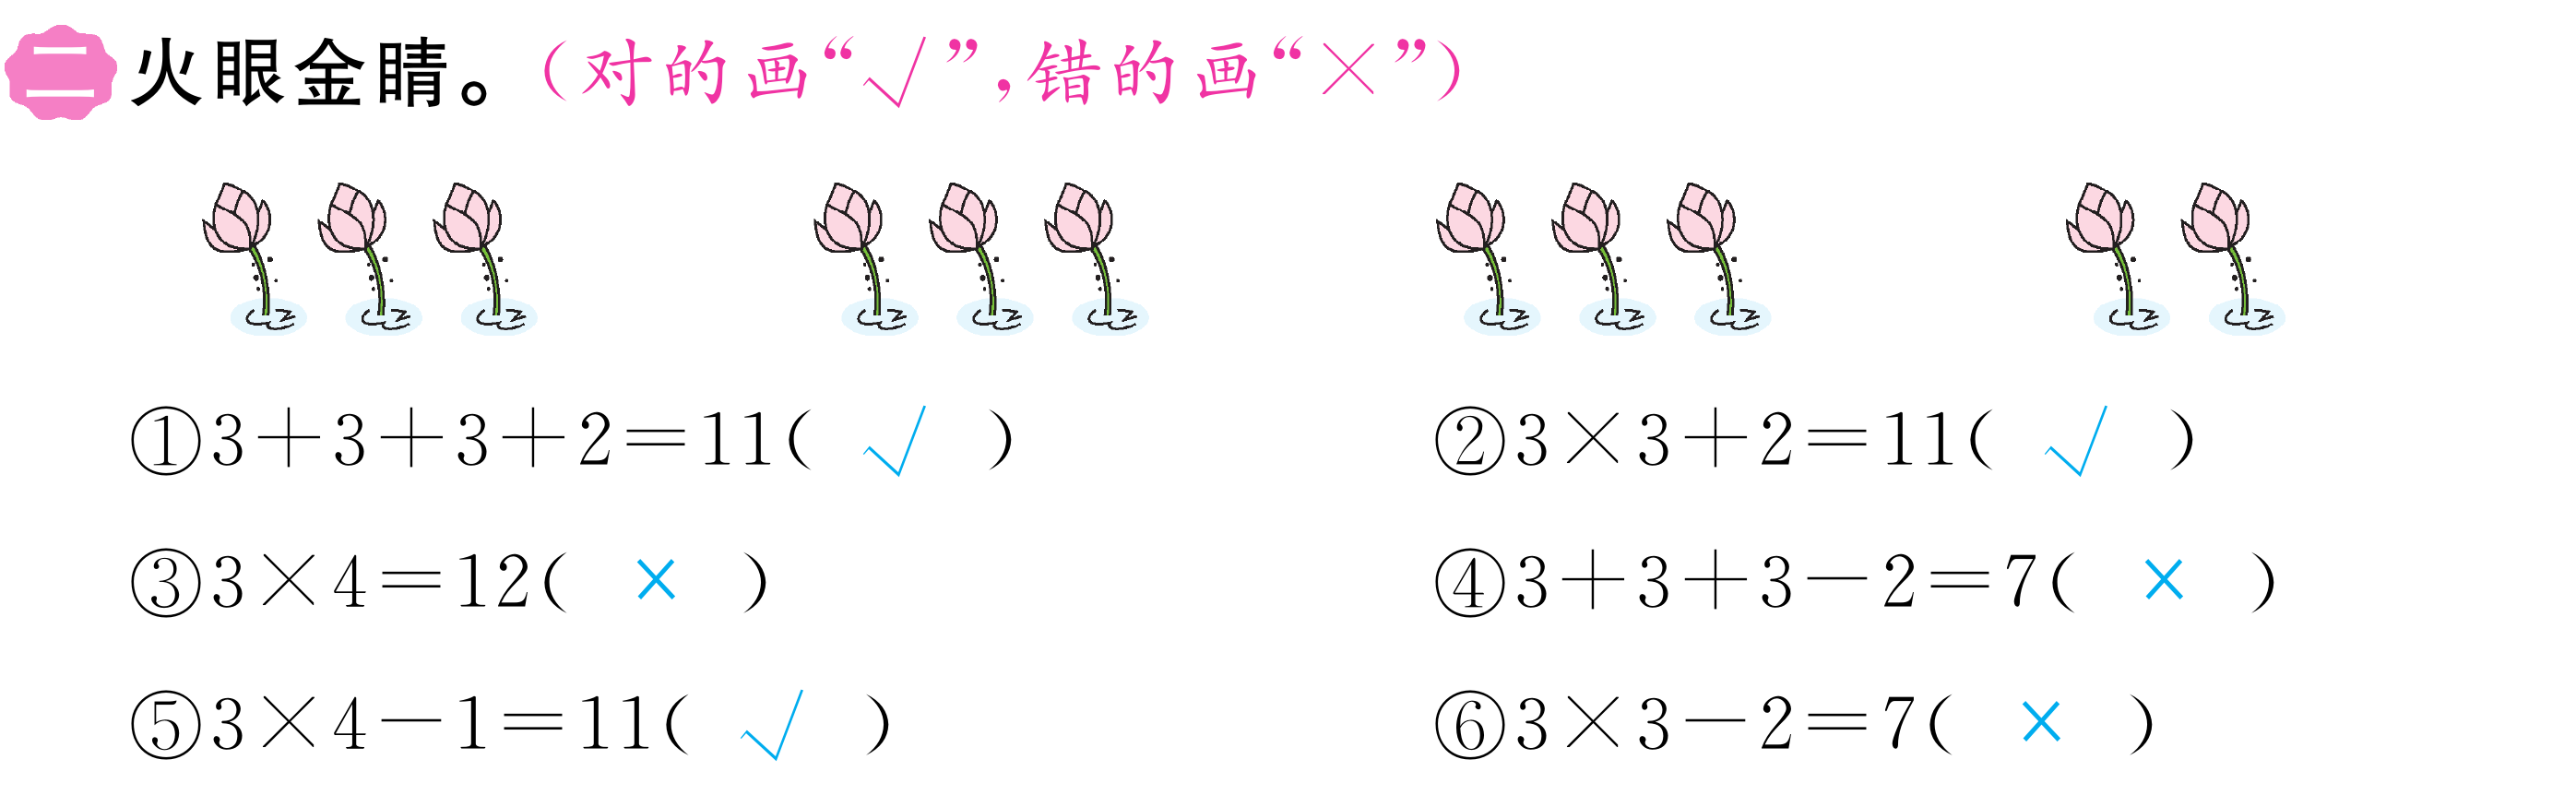 二 火眼金睛。(对的画“√”,错的画“×”)
①3+3+3+2=11( √ ) ②3×3+2=11( √ )
③3×4=12( × ) ④3+3+3-2=7( × )
⑤3×4-1=11( √ ) ⑥3×3-2=7( × )